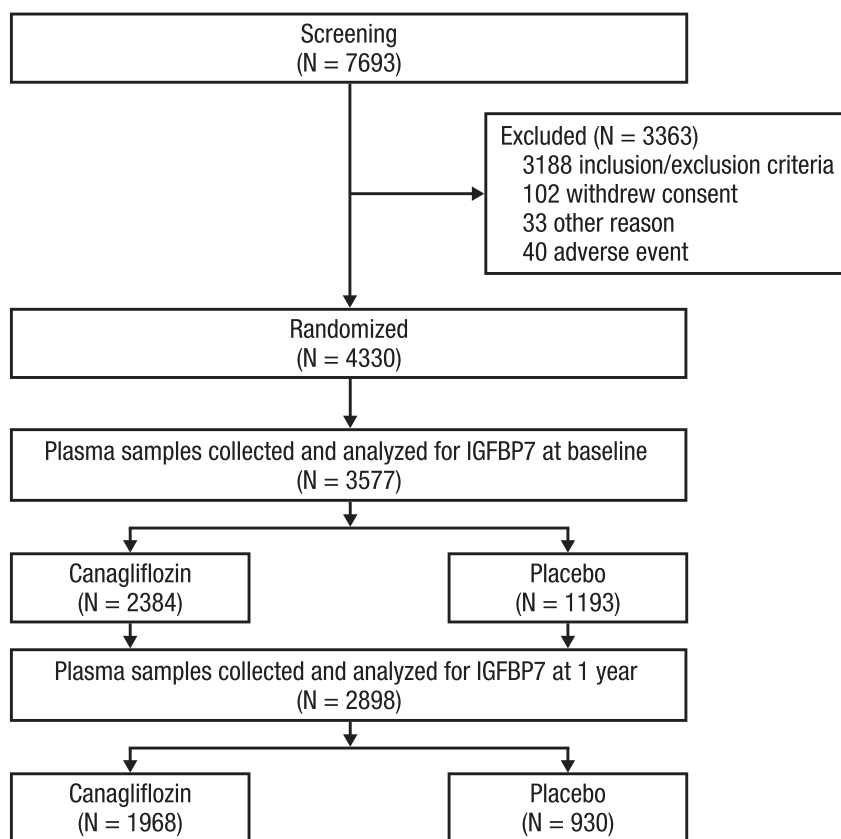 Screening
(N = 7693)
Excluded (N = 3363)
3188 inclusion/exclusion criteria
102 withdrew consent
33 other reason
40 adverse event
Randomized
(N = 4330)
Plasma samples collected and analyzed for IGFBP7 at baseline
(N = 3577)
Canagliflozin
(N = 2384)
Placebo
(N = 1193)
Plasma samples collected and analyzed for IGFBP7 at 1 year
(N = 2898)
Canagliflozin
(N = 1968)
Placebo
(N = 930)